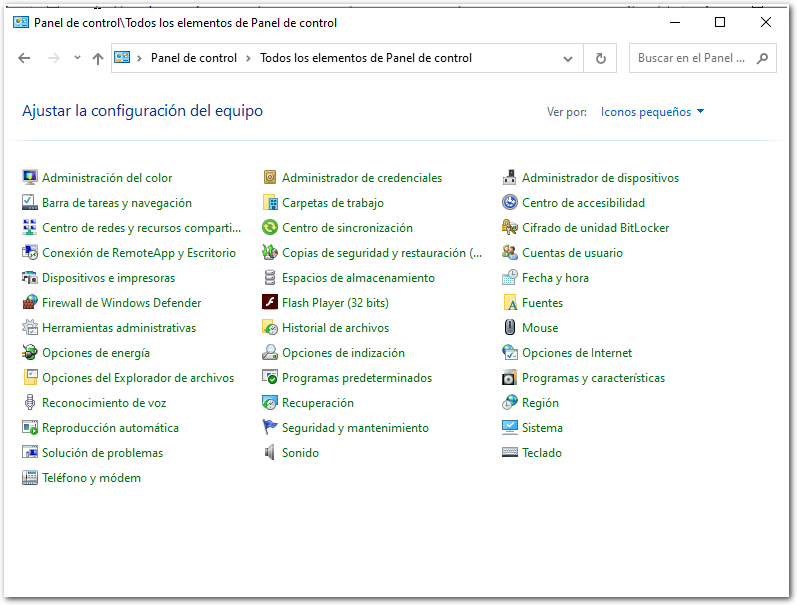 Panel de control\Todos los elementos de Panel de control
Panel de control > Todos los elementos de Panel de control
Buscar en el Panel ...
Ajustar la configuración del equipo
Ver por: Iconos pequeños
Administración del color
Administrador de credenciales
Administrador de dispositivos
Barra de tareas y navegación
Carpetas de trabajo
Centro de accesibilidad
Centro de redes y recursos comparti...
Centro de sincronización
Cifrado de unidad BitLocker
Conexión de RemoteApp y Escritorio
Copias de seguridad y restauración (...
Cuentas de usuario
Dispositivos e impresoras
Espacios de almacenamiento
Fecha y hora
Firewall de Windows Defender
Flash Player (32 bits)
Fuentes
Herramientas administrativas
Historial de archivos
Mouse
Opciones de energía
Opciones de indización
Opciones de Internet
Opciones del Explorador de archivos
Programas predeterminados
Programas y características
Reconocimiento de voz
Recuperación
Región
Reproducción automática
Seguridad y mantenimiento
Sistema
Solución de problemas
Sonido
Teclado
Teléfono y módem